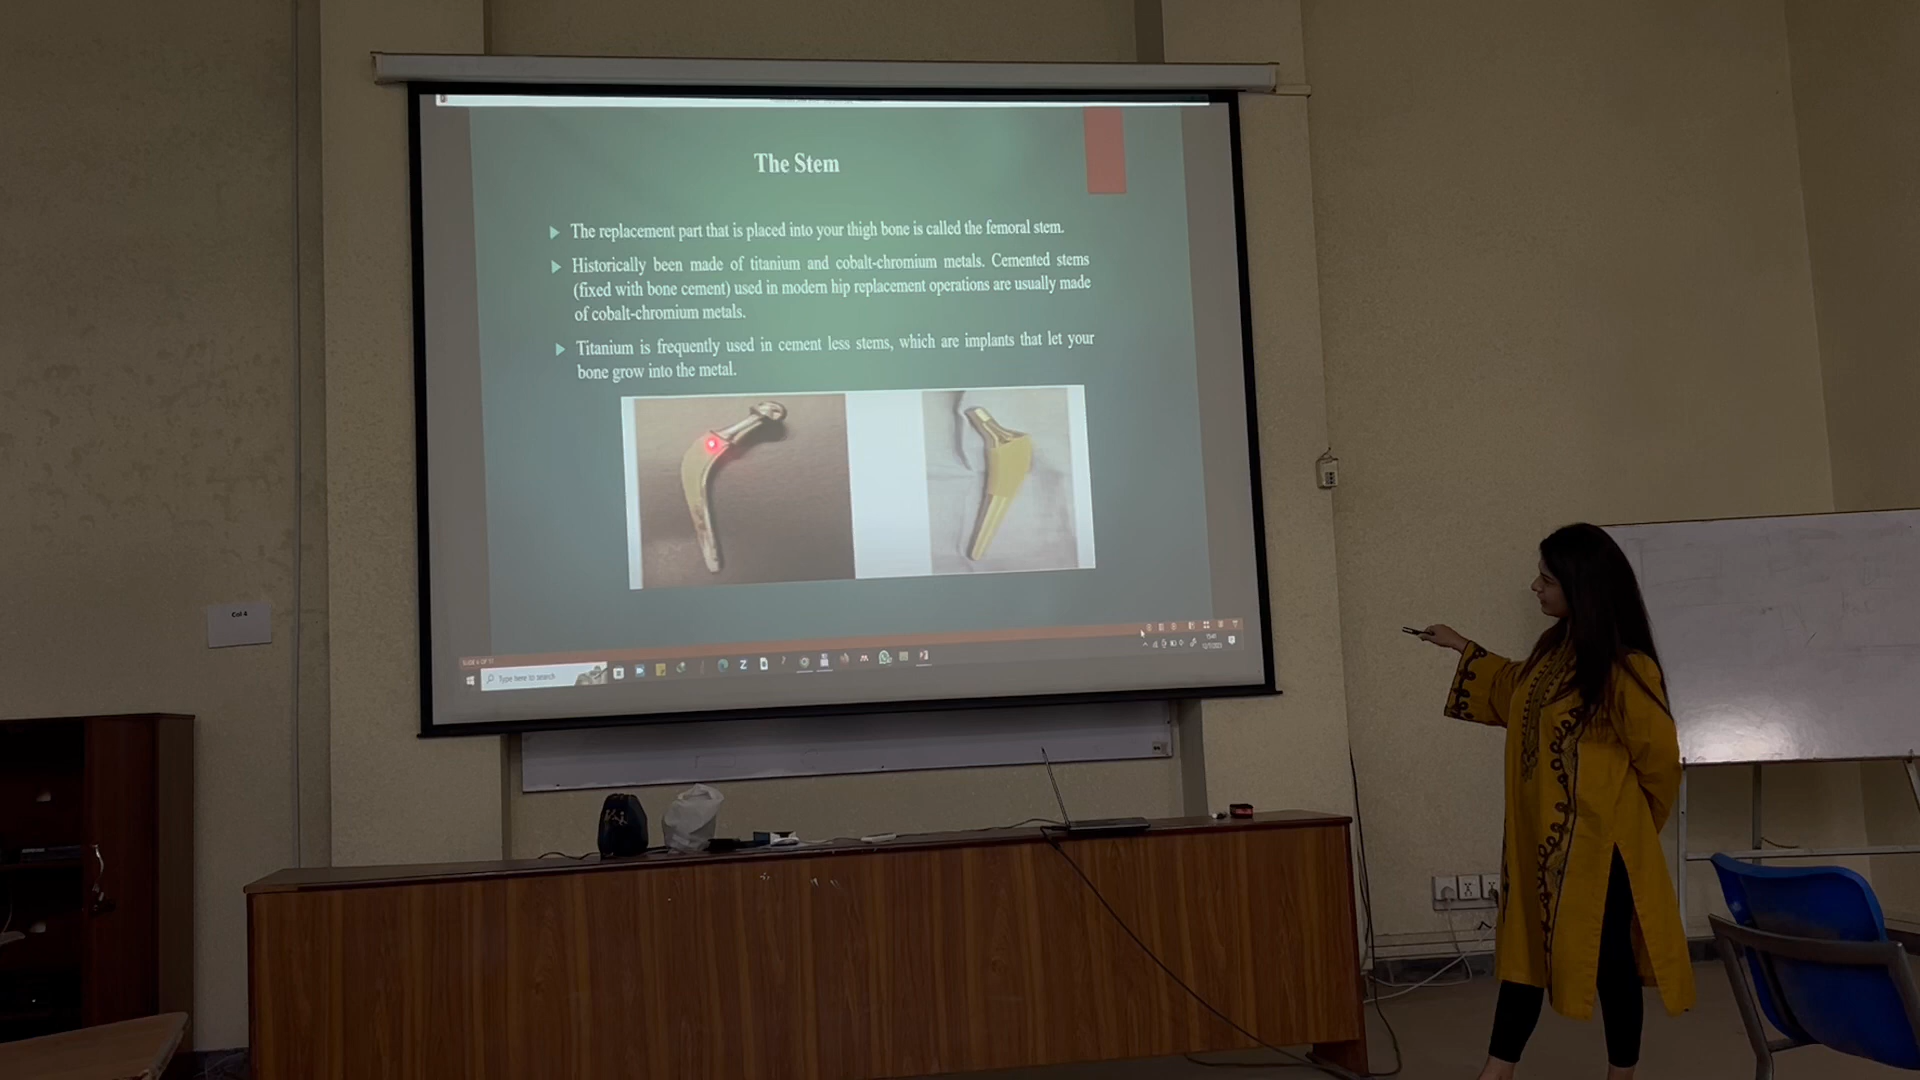 The Stem
The replacement part that is placed into your thigh bone is called the femoral stem.
Historically been made of titanium and cobalt-chromium metals. Cemented stems
(fixed with bone cement) used in modern hip replacement operations are usually made
of cobalt-chromium metals.
Titanium is frequently used in cement less stems, which are implants that let your
bone grow into the metal.
Type here to search
Col 4